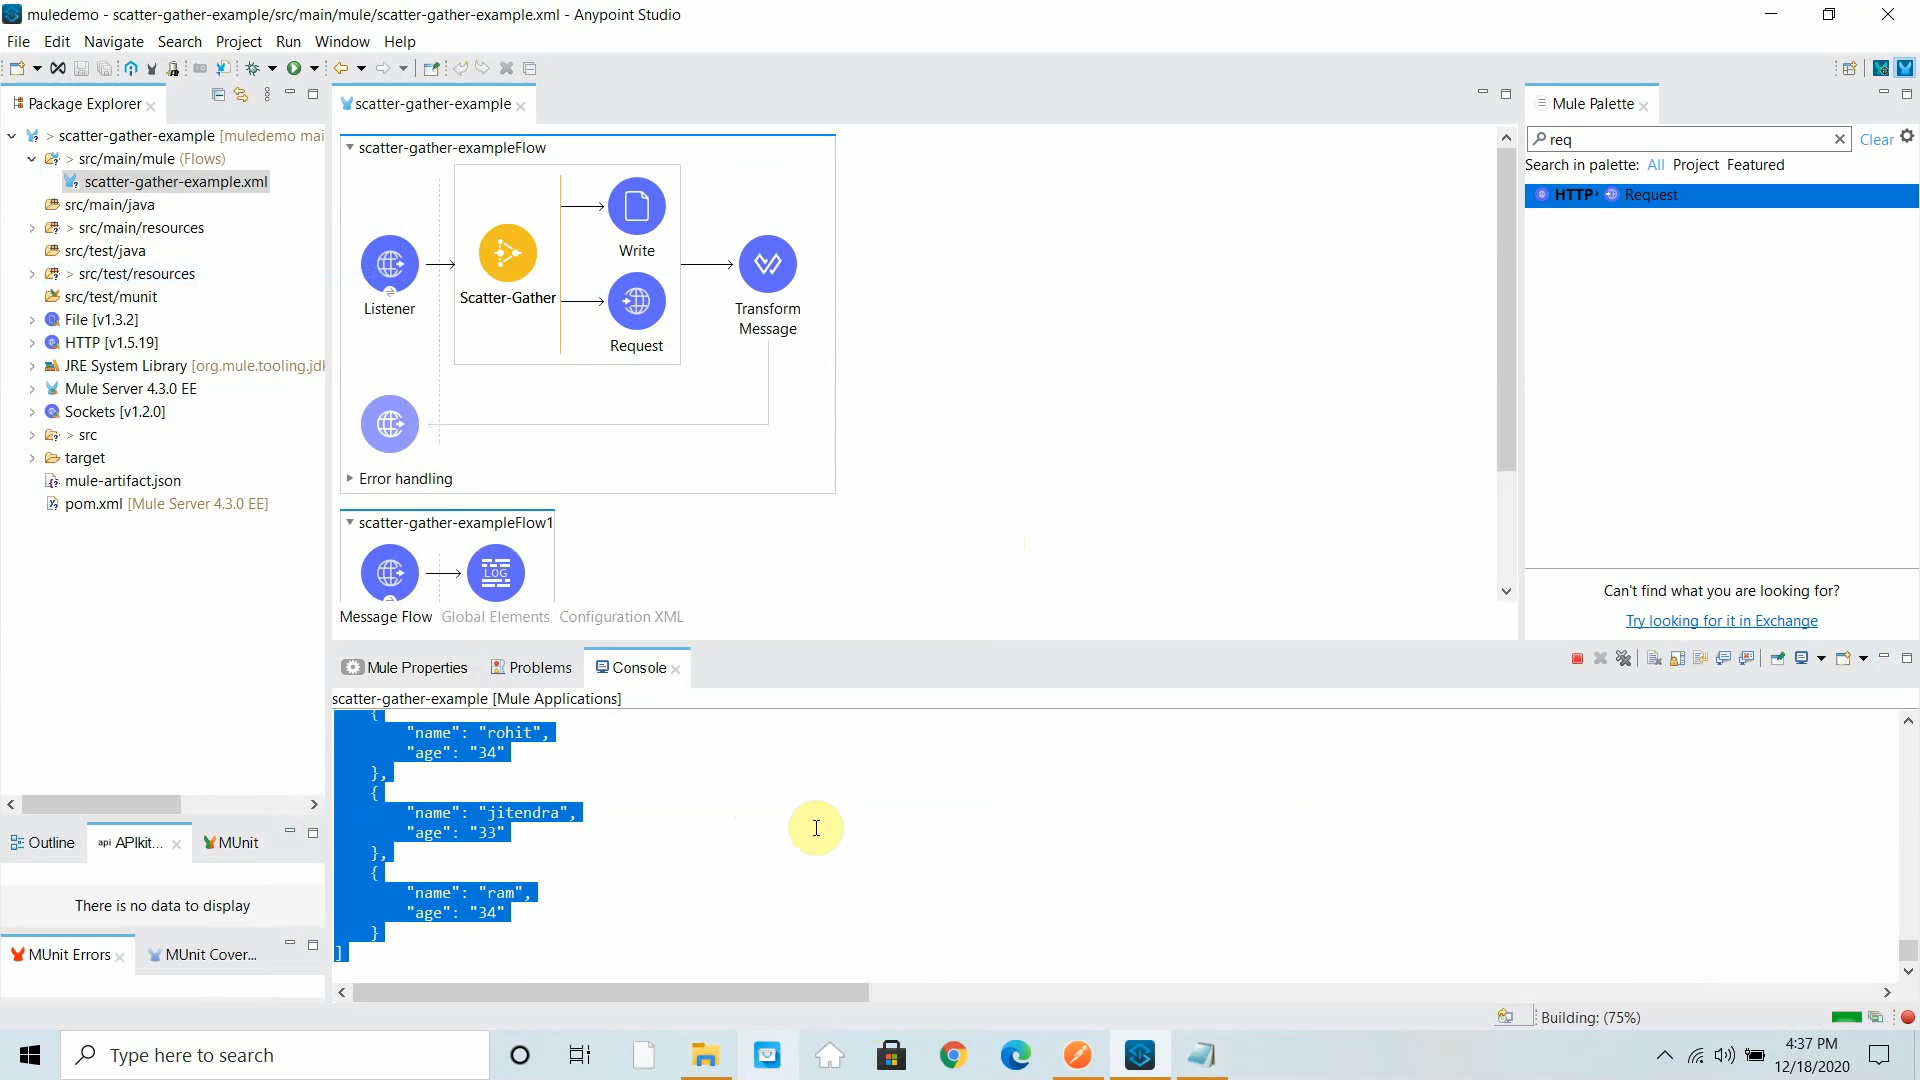 muledemo - scatter-gather-example/src/main/mule/scatter-gather-example.xml - Anypoint Studio
File Edit Navigate Search Project Run Window Help
Package Explorer
scatter-gather-example
Mule Palette
> scatter-gather-example [muledemo mai
> src/main/mule (Flows)
scatter-gather-example.xml
src/main/java
> src/main/resources
src/test/java
> src/test/resources
src/test/munit
File [v1.3.2]
HTTP [v1.5.19]
JRE System Library [org.mule.tooling.jdk
Mule Server 4.3.0 EE
Sockets [v1.2.0]
> src
target
mule-artifact.json
pom.xml [Mule Server 4.3.0 EE]
scatter-gather-exampleFlow
Listener
Scatter-Gather
Write
Request
Transform
Message
Error handling
scatter-gather-exampleFlow1
LOG
Message Flow Global Elements Configuration XML
req
Clear
Search in palette: All Project Featured
HTTP Request
Can't find what you are looking for?
Try looking for it in Exchange
Mule Properties Problems Console
scatter-gather-example [Mule Applications]
{
"name": "rohit",
"age": "34"
},
{
"name": "jitendra",
"age": "33"
},
{
"name": "ram",
"age": "34"
}
]
Outline api APIkit... MUnit
There is no data to display
MUnit Errors MUnit Cover...
Building: (75%)
Type here to search
4:37 PM
12/18/2020